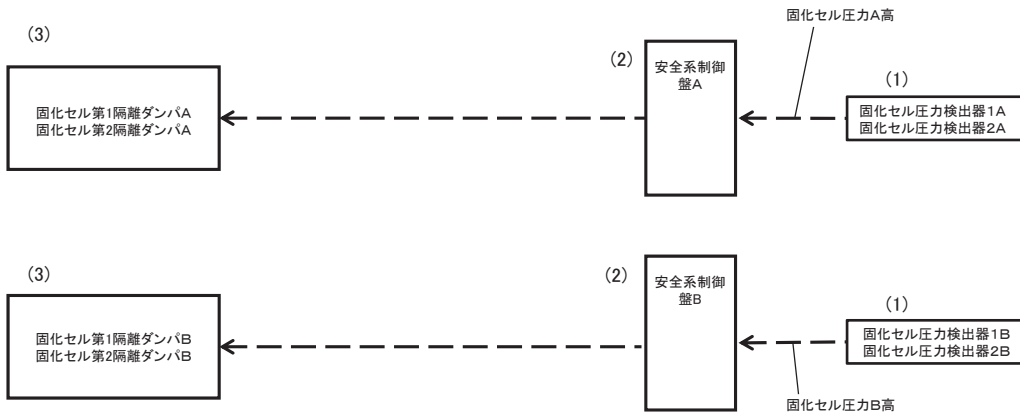 固化セル圧力A高
(3)
(2)
(1)
安全系制御
盤A
固化セル第1隔離ダンパA
固化セル第2隔離ダンパA
固化セル圧力検出器1A
固化セル圧力検出器2A
(3)
(2)
(1)
安全系制御
盤B
固化セル第1隔離ダンパB
固化セル第2隔離ダンパB
固化セル圧力検出器1B
固化セル圧力検出器2B
固化セル圧力B高